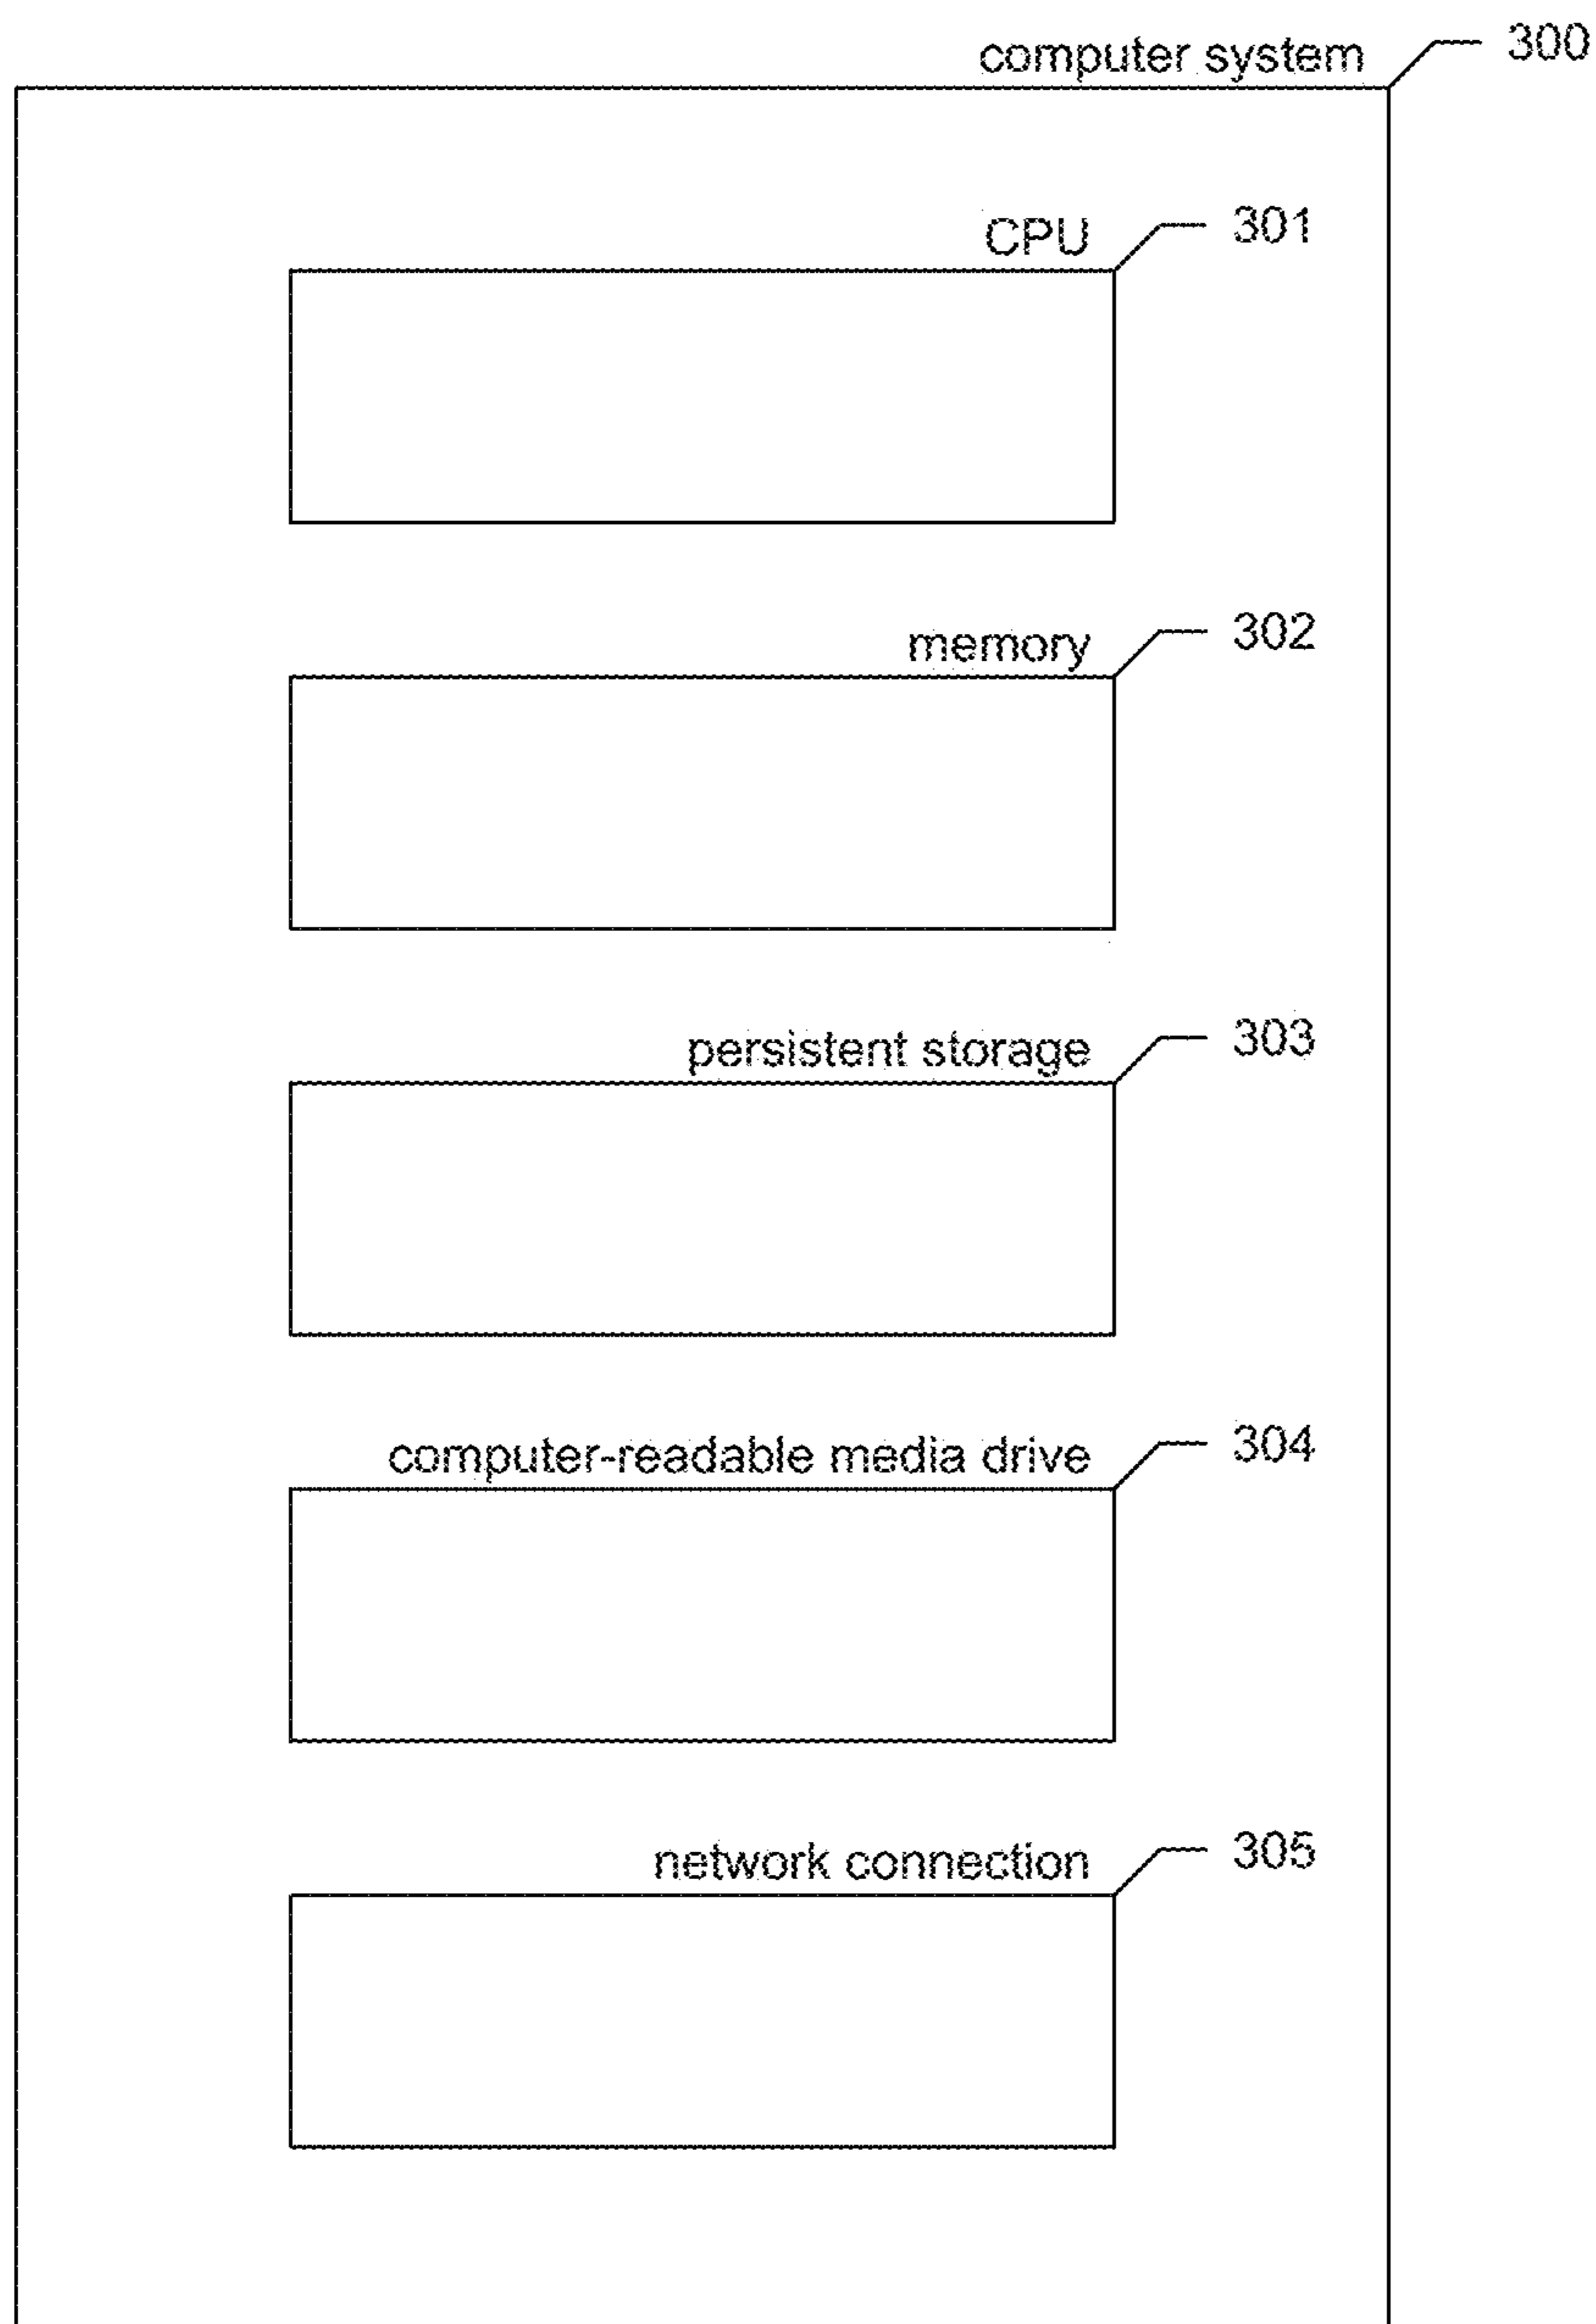 computer system 300
CPU 301
memory 302
persistent storage 303
computer-readable media drive 304
network connection 305